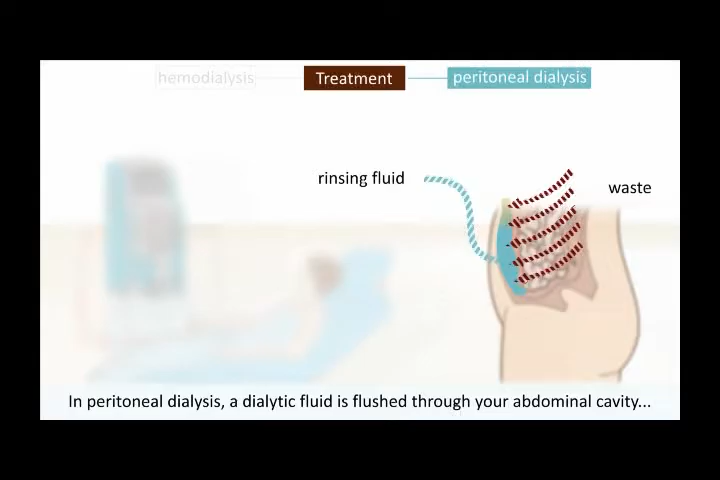 hemodialysis
Treatment
peritoneal dialysis
rinsing fluid
waste
In peritoneal dialysis, a dialytic fluid is flushed through your abdominal cavity...